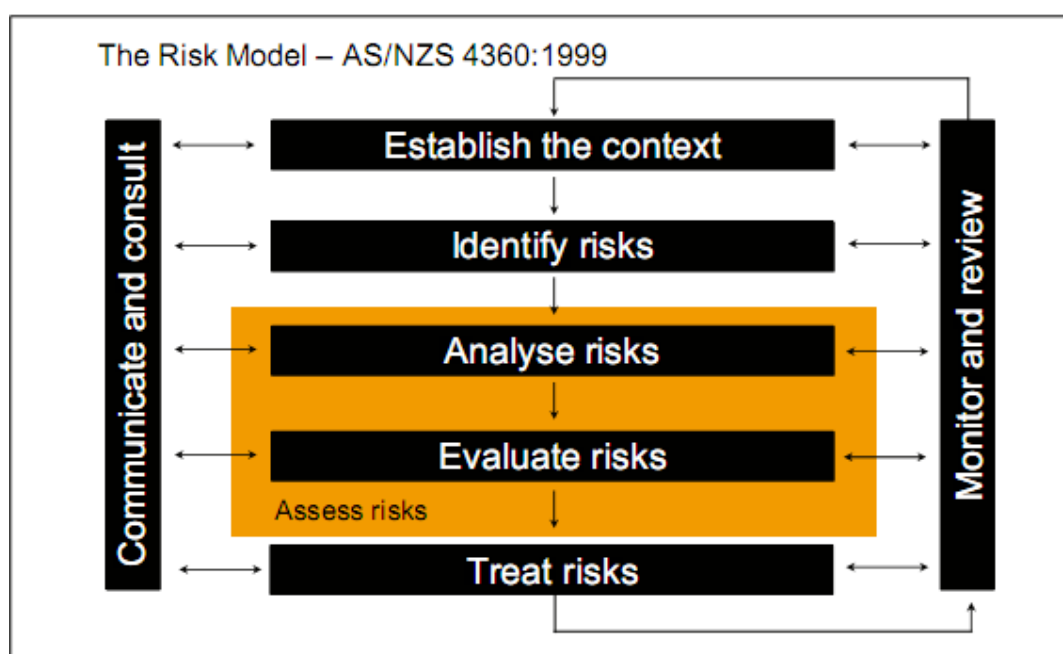 The Risk Model – AS/NZS 4360:1999
Communicate and consult
Establish the context
Identify risks
Analyse risks
Evaluate risks
Assess risks
Treat risks
Monitor and review